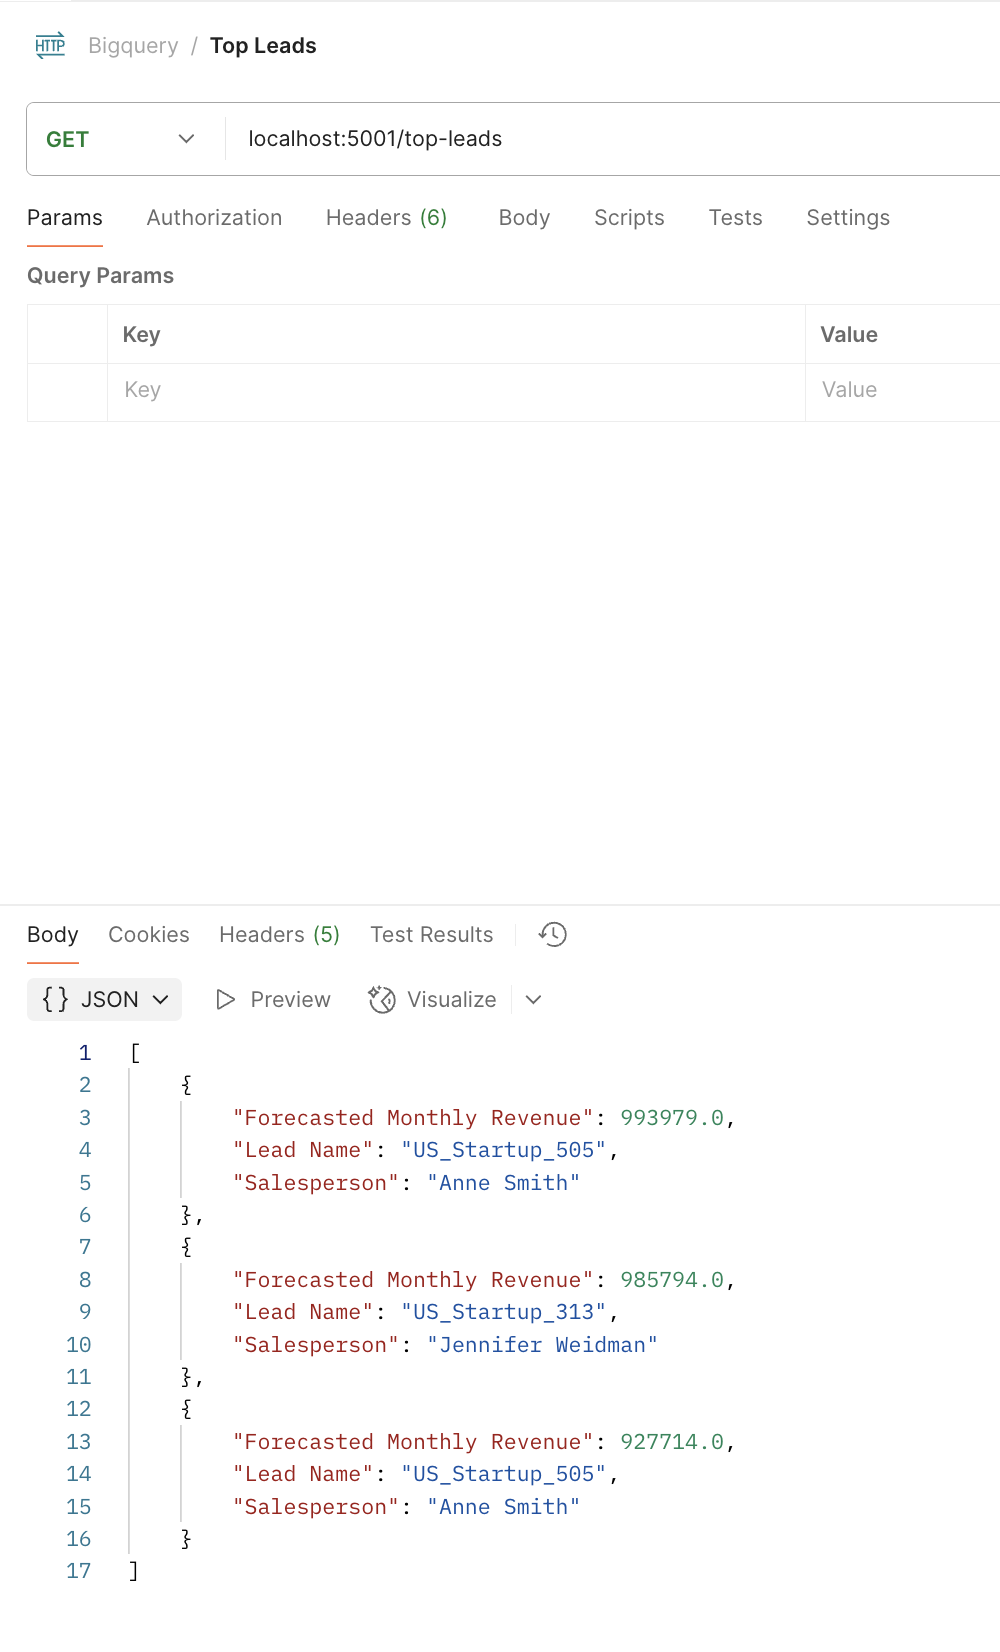 HTTP Bigquery / Top Leads
GET localhost:5001/top-leads
Params Authorization Headers (6) Body Scripts Tests Settings
Query Params
Key Value
Key Value
Body Cookies Headers (5) Test Results
{} JSON Preview Visualize
1 [
2 {
3 "Forecasted Monthly Revenue": 993979.0,
4 "Lead Name": "US_Startup_505",
5 "Salesperson": "Anne Smith"
6 },
7 {
8 "Forecasted Monthly Revenue": 985794.0,
9 "Lead Name": "US_Startup_313",
10 "Salesperson": "Jennifer Weidman"
11 },
12 {
13 "Forecasted Monthly Revenue": 927714.0,
14 "Lead Name": "US_Startup_505",
15 "Salesperson": "Anne Smith"
16 }
17 ]